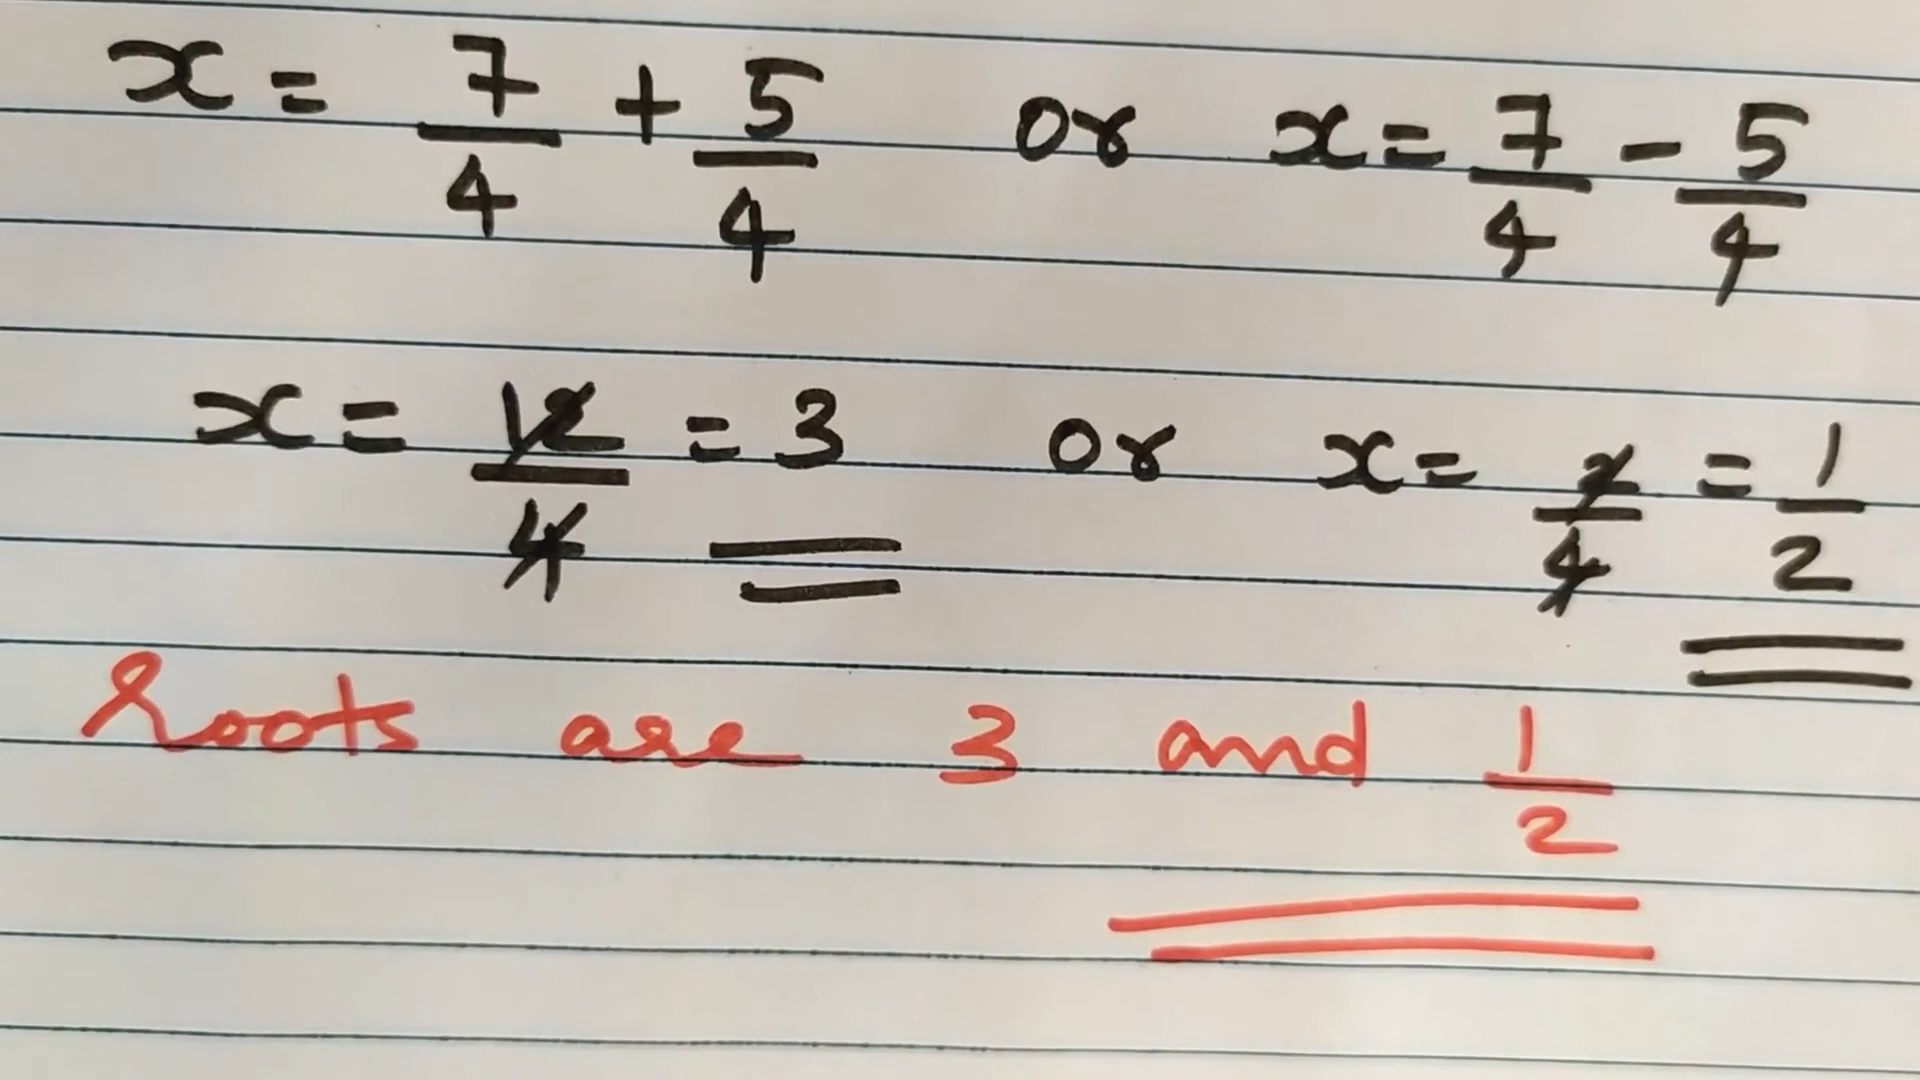 x = 7/4 + 5/4 or x = 7/4 - 5/4
x = 12/4 = 3 or x = 2/4 = 1/2
roots are 3 and 1/2